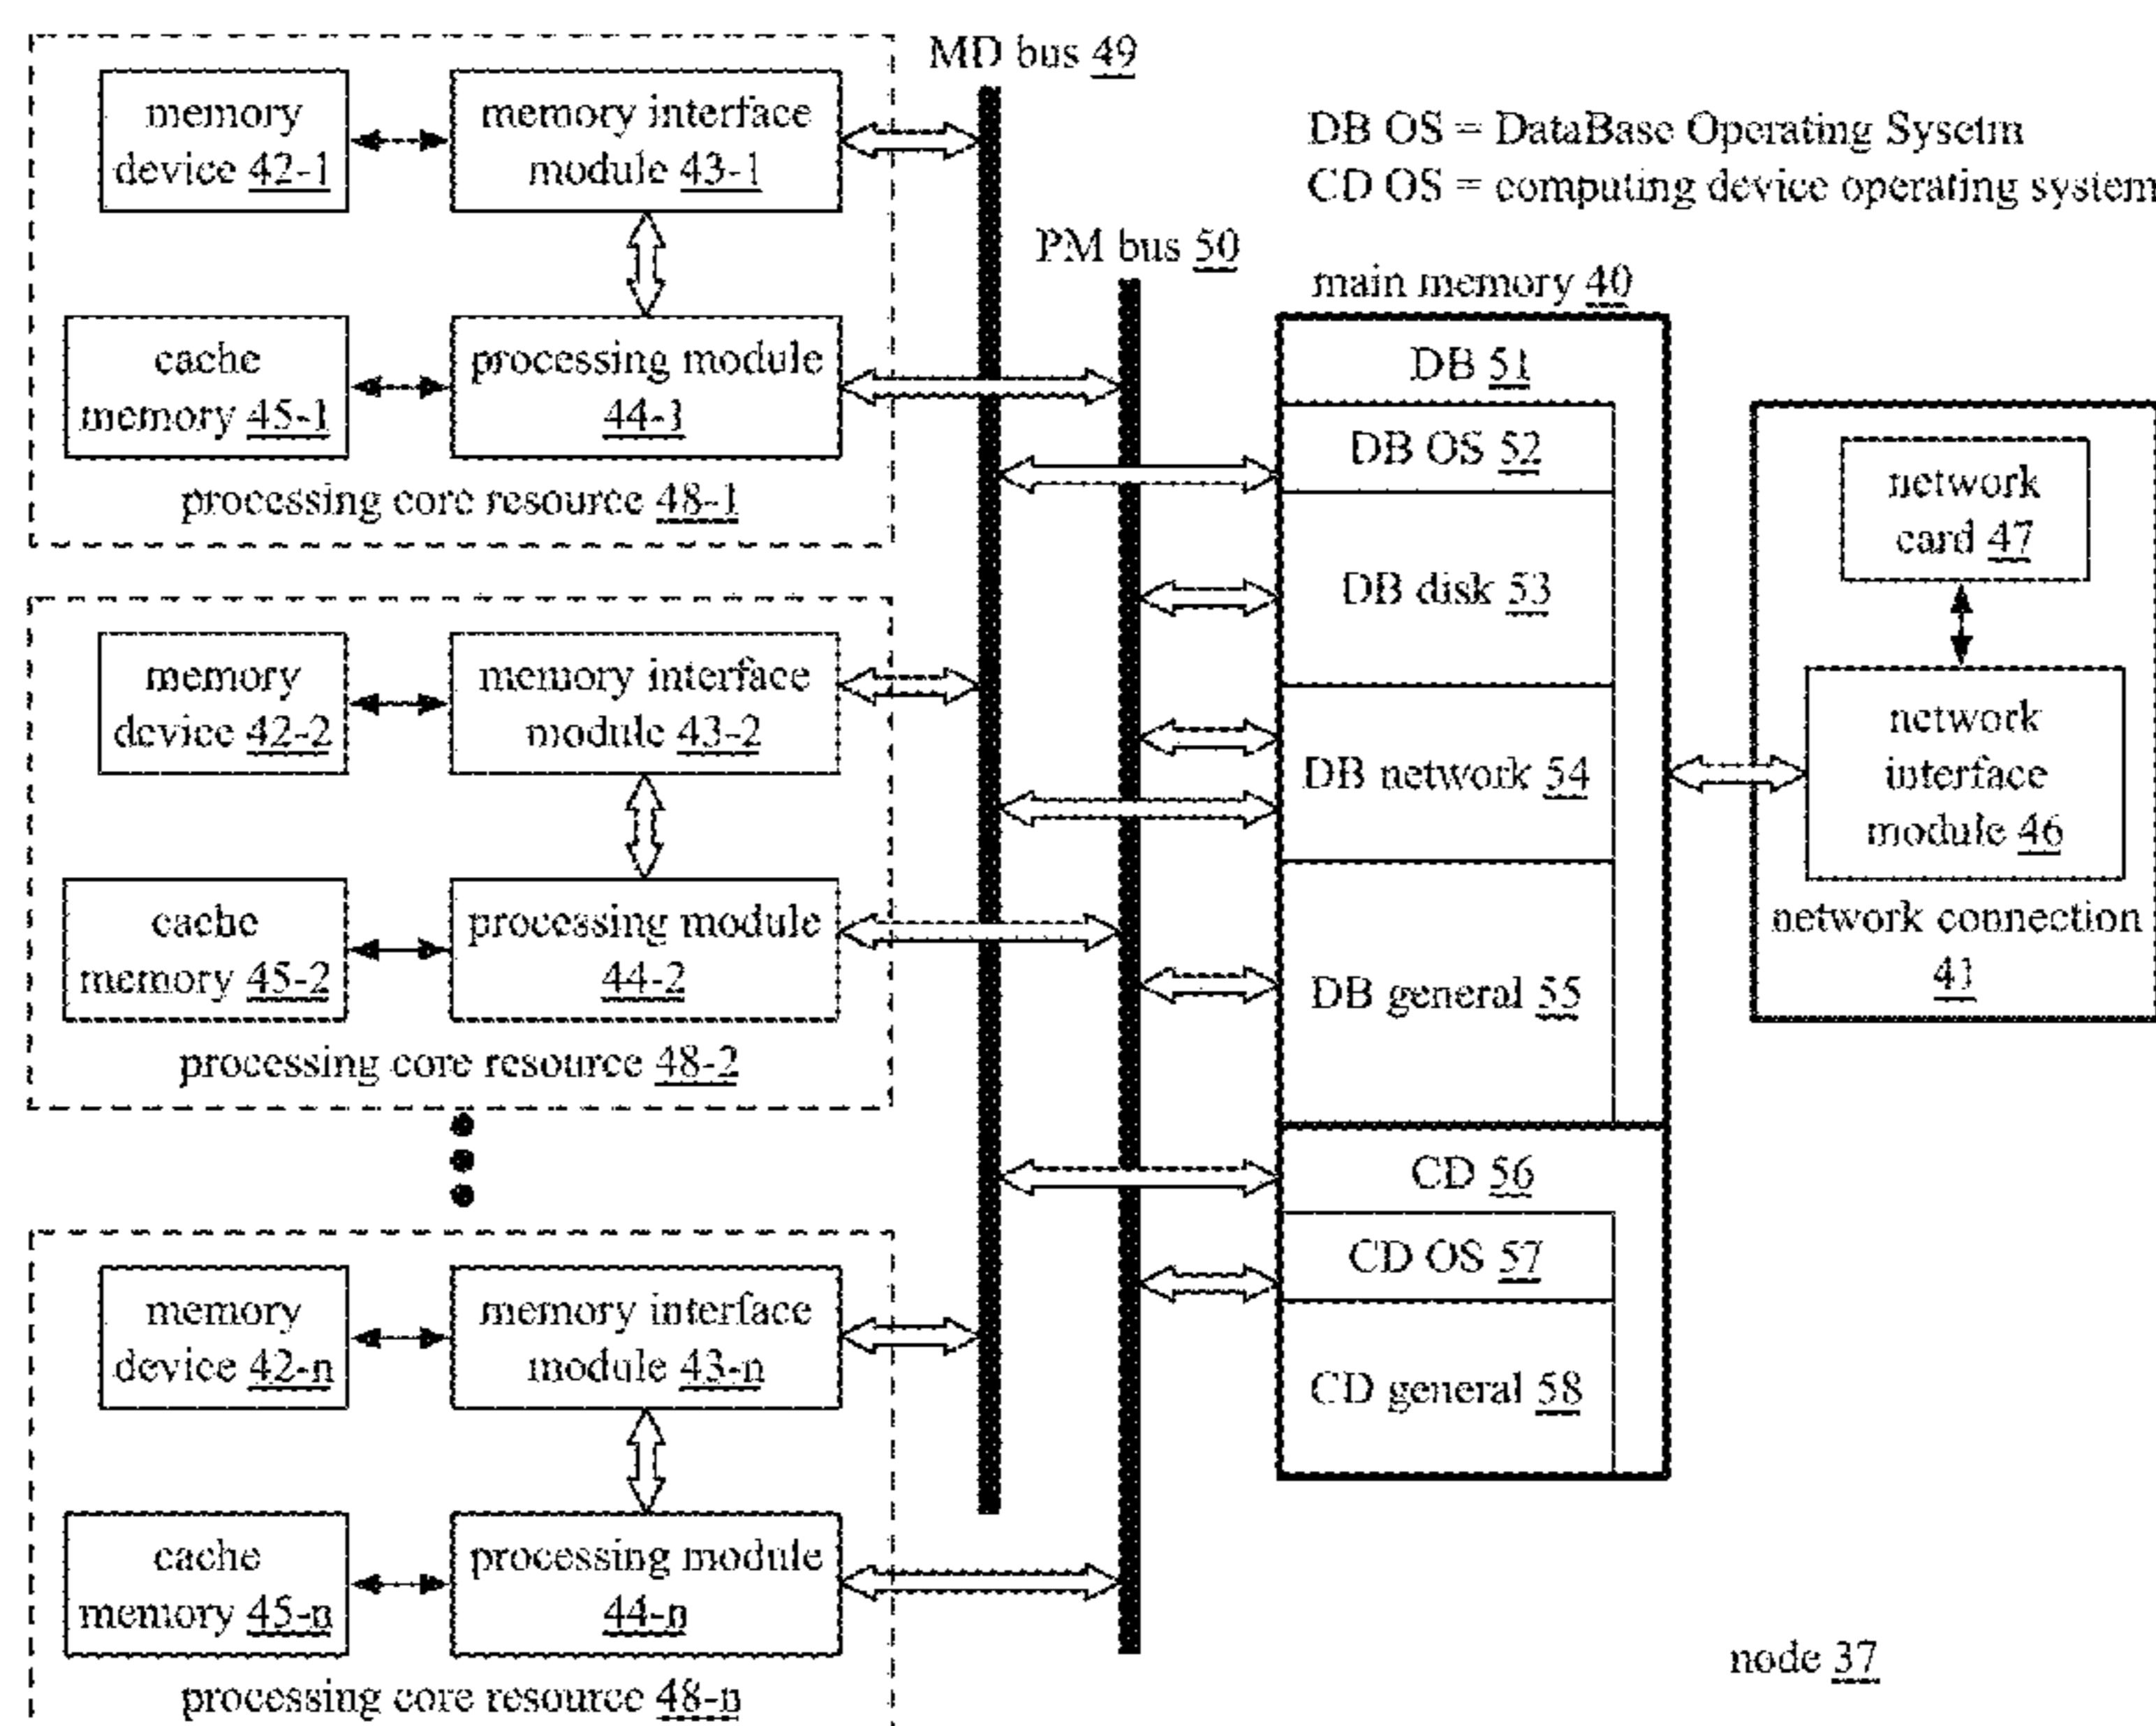 MD bus 49
DB OS = DataBase Operating Sysetm
CD OS = computing device operating system
PM bus 50
memory
device 42-1
memory interface
module 43-1
cache
memory 45-1
processing module
44-1
processing core resource 48-1
memory
device 42-2
memory interface
module 43-2
cache
memory 45-2
processing module
44-2
processing core resource 48-2
memory
device 42-n
memory interface
module 43-n
cache
memory 45-n
processing module
44-n
processing core resource 48-n
main memory 40
DB 51
DB OS 52
DB disk 53
DB network 54
DB general 55
CD 56
CD OS 57
CD general 58
network
card 47
network
interface
module 46
network connection
41
node 37